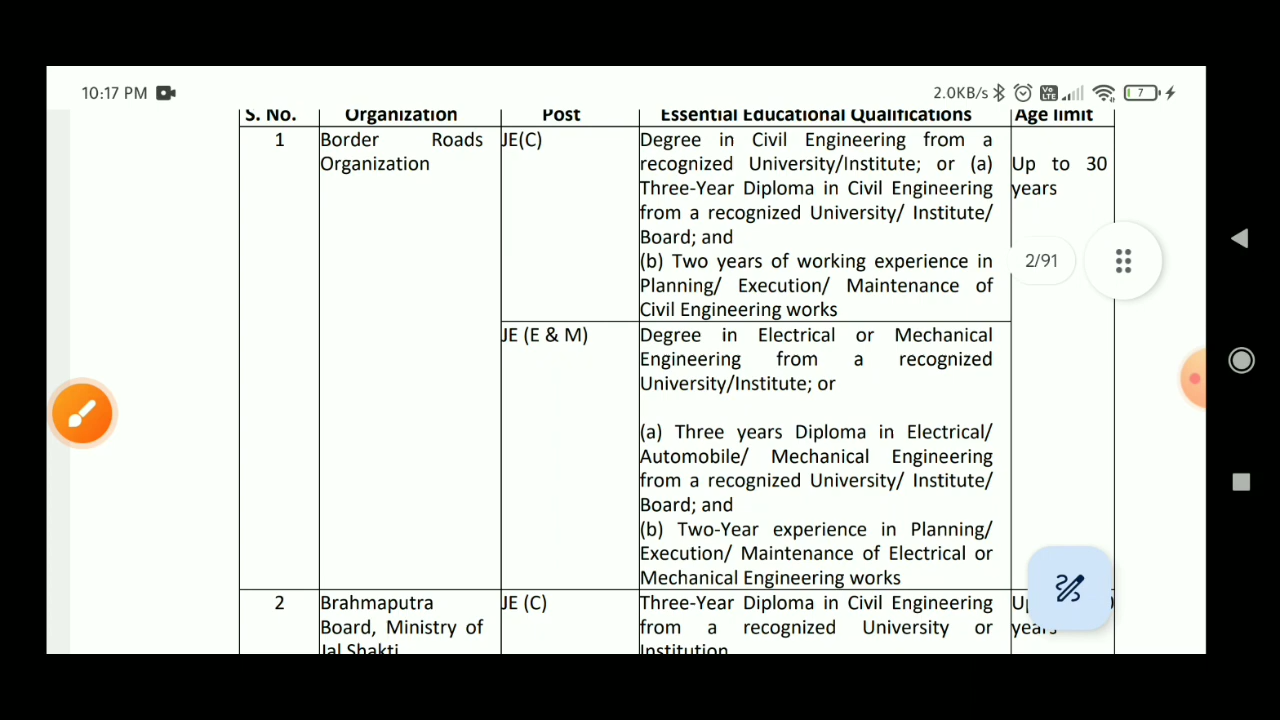 10:17 PM 2.0KB/s Vo LTE 7
S. No. Organization Post Essential Educational Qualifications Age limit
1 Border Roads JE(C) Degree in Civil Engineering from a
Organization recognized University/Institute; or (a) Up to 30
Three-Year Diploma in Civil Engineering years
from a recognized University/ Institute/
Board; and
(b) Two years of working experience in 2/91
Planning/ Execution/ Maintenance of
Civil Engineering works
JE (E & M) Degree in Electrical or Mechanical
Engineering from a recognized
University/Institute; or
(a) Three years Diploma in Electrical/
Automobile/ Mechanical Engineering
from a recognized University/ Institute/
Board; and
(b) Two-Year experience in Planning/
Execution/ Maintenance of Electrical or
Mechanical Engineering works
2 Brahmaputra JE (C) Three-Year Diploma in Civil Engineering
Board, Ministry of from a recognized University or years
Jal Shakti Institution